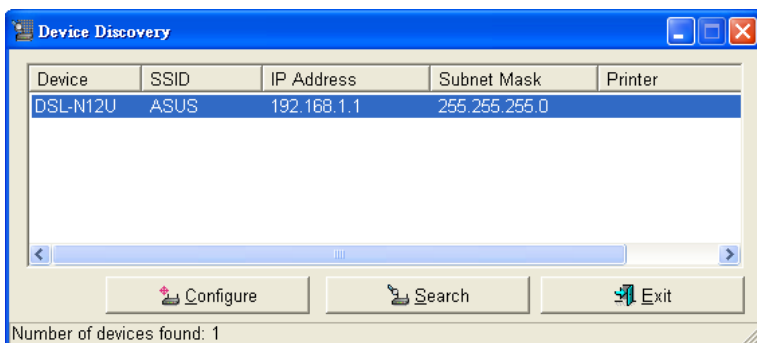 Device Discovery
Device SSID IP Address Subnet Mask Printer
DSL-N12U ASUS 192.168.1.1 255.255.255.0
Configure Search Exit
Number of devices found: 1